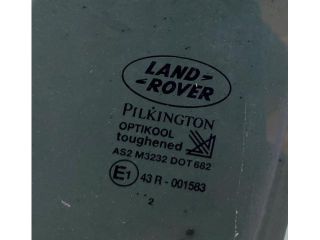 LAND
ROVER
PILKINGTON
OPTIKOOL
toughened
AS2 M3232 DOT 682
E1 43 R - 001583
2